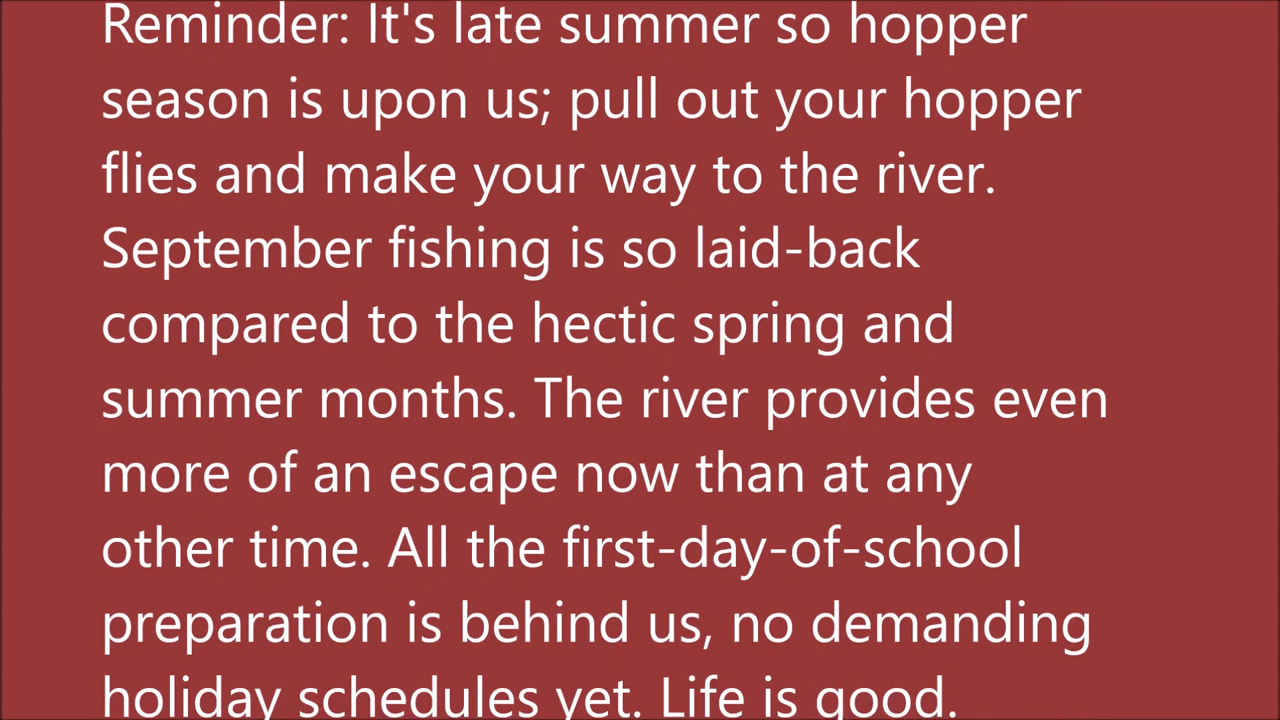 Reminder: It's late summer so hopper
season is upon us; pull out your hopper
flies and make your way to the river.
September fishing is so laid-back
compared to the hectic spring and
summer months. The river provides even
more of an escape now than at any
other time. All the first-day-of-school
preparation is behind us, no demanding
holiday schedules yet. Life is good.